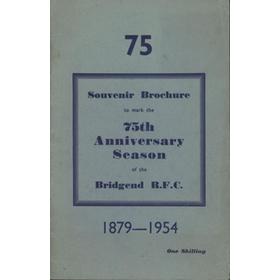 75
Souvenir Brochure
to mark the
75th
Anniversary
Season
of the
Bridgend R.F.C.
1879—1954
One Shilling